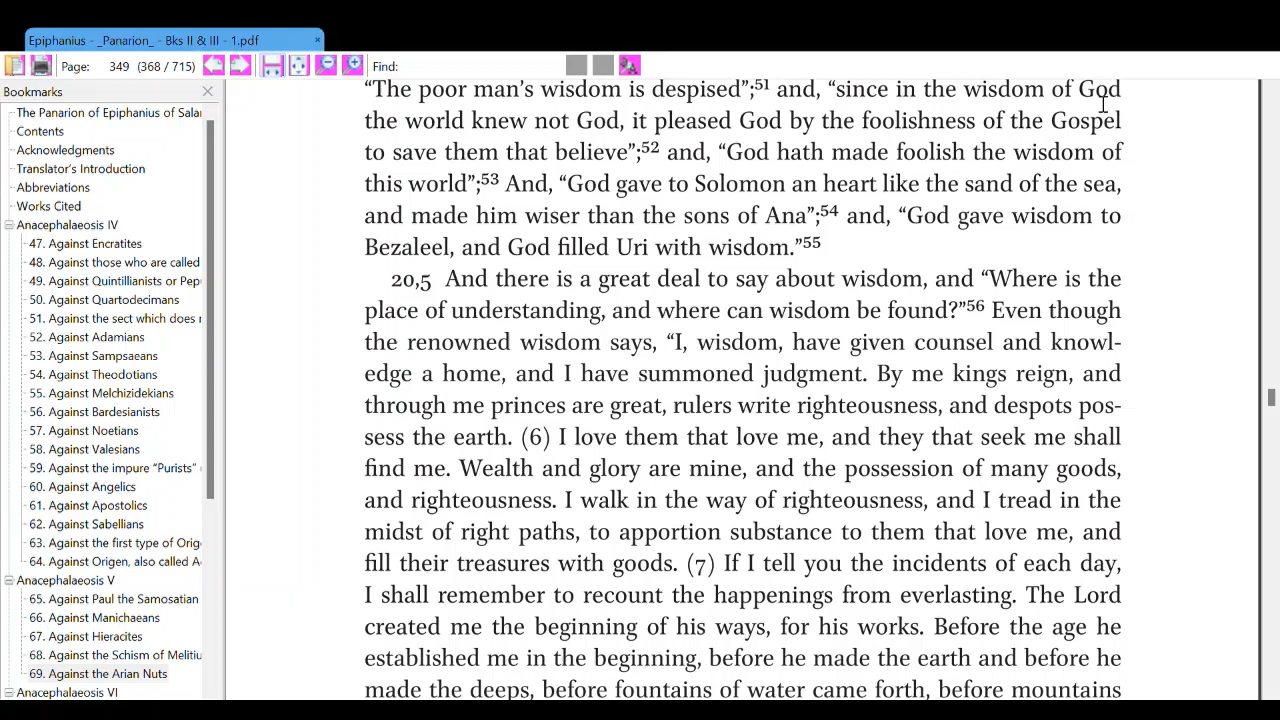 Epiphanius - _Panarion_ - Bks II & III - 1.pdf
Page: 349 (368 / 715) Find:
Bookmarks
The Panarion of Epiphanius of Salar
Contents
Acknowledgments
Translator's Introduction
Abbreviations
Works Cited
Anacephalaeosis IV
47. Against Encratites
48. Against those who are called
49. Against Quintillianists or Pep
50. Against Quartodecimans
51. Against the sect which does r
52. Against Adamians
53. Against Sampsaeans
54. Against Theodotians
55. Against Melchizidekians
56. Against Bardesianists
57. Against Noetians
58. Against Valesians
59. Against the impure “Purists” (
60. Against Angelics
61. Against Apostolics
62. Against Sabellians
63. Against the first type of Orig
64. Against Origen, also called A
Anacephalaeosis V
65. Against Paul the Samosatian
66. Against Manichaeans
67. Against Hieracites
68. Against the Schism of Melitiu
69. Against the Arian Nuts
Anacephalaeosis VI
“The poor man’s wisdom is despised”;51 and, “since in the wisdom of God
the world knew not God, it pleased God by the foolishness of the Gospel
to save them that believe”;52 and, “God hath made foolish the wisdom of
this world”;53 And, “God gave to Solomon an heart like the sand of the sea,
and made him wiser than the sons of Ana”;54 and, “God gave wisdom to
Bezaleel, and God filled Uri with wisdom.”55
20,5 And there is a great deal to say about wisdom, and “Where is the
place of understanding, and where can wisdom be found?”56 Even though
the renowned wisdom says, “I, wisdom, have given counsel and knowl-
edge a home, and I have summoned judgment. By me kings reign, and
through me princes are great, rulers write righteousness, and despots pos-
sess the earth. (6) I love them that love me, and they that seek me shall
find me. Wealth and glory are mine, and the possession of many goods,
and righteousness. I walk in the way of righteousness, and I tread in the
midst of right paths, to apportion substance to them that love me, and
fill their treasures with goods. (7) If I tell you the incidents of each day,
I shall remember to recount the happenings from everlasting. The Lord
created me the beginning of his ways, for his works. Before the age he
established me in the beginning, before he made the earth and before he
made the deeps, before fountains of water came forth, before mountains